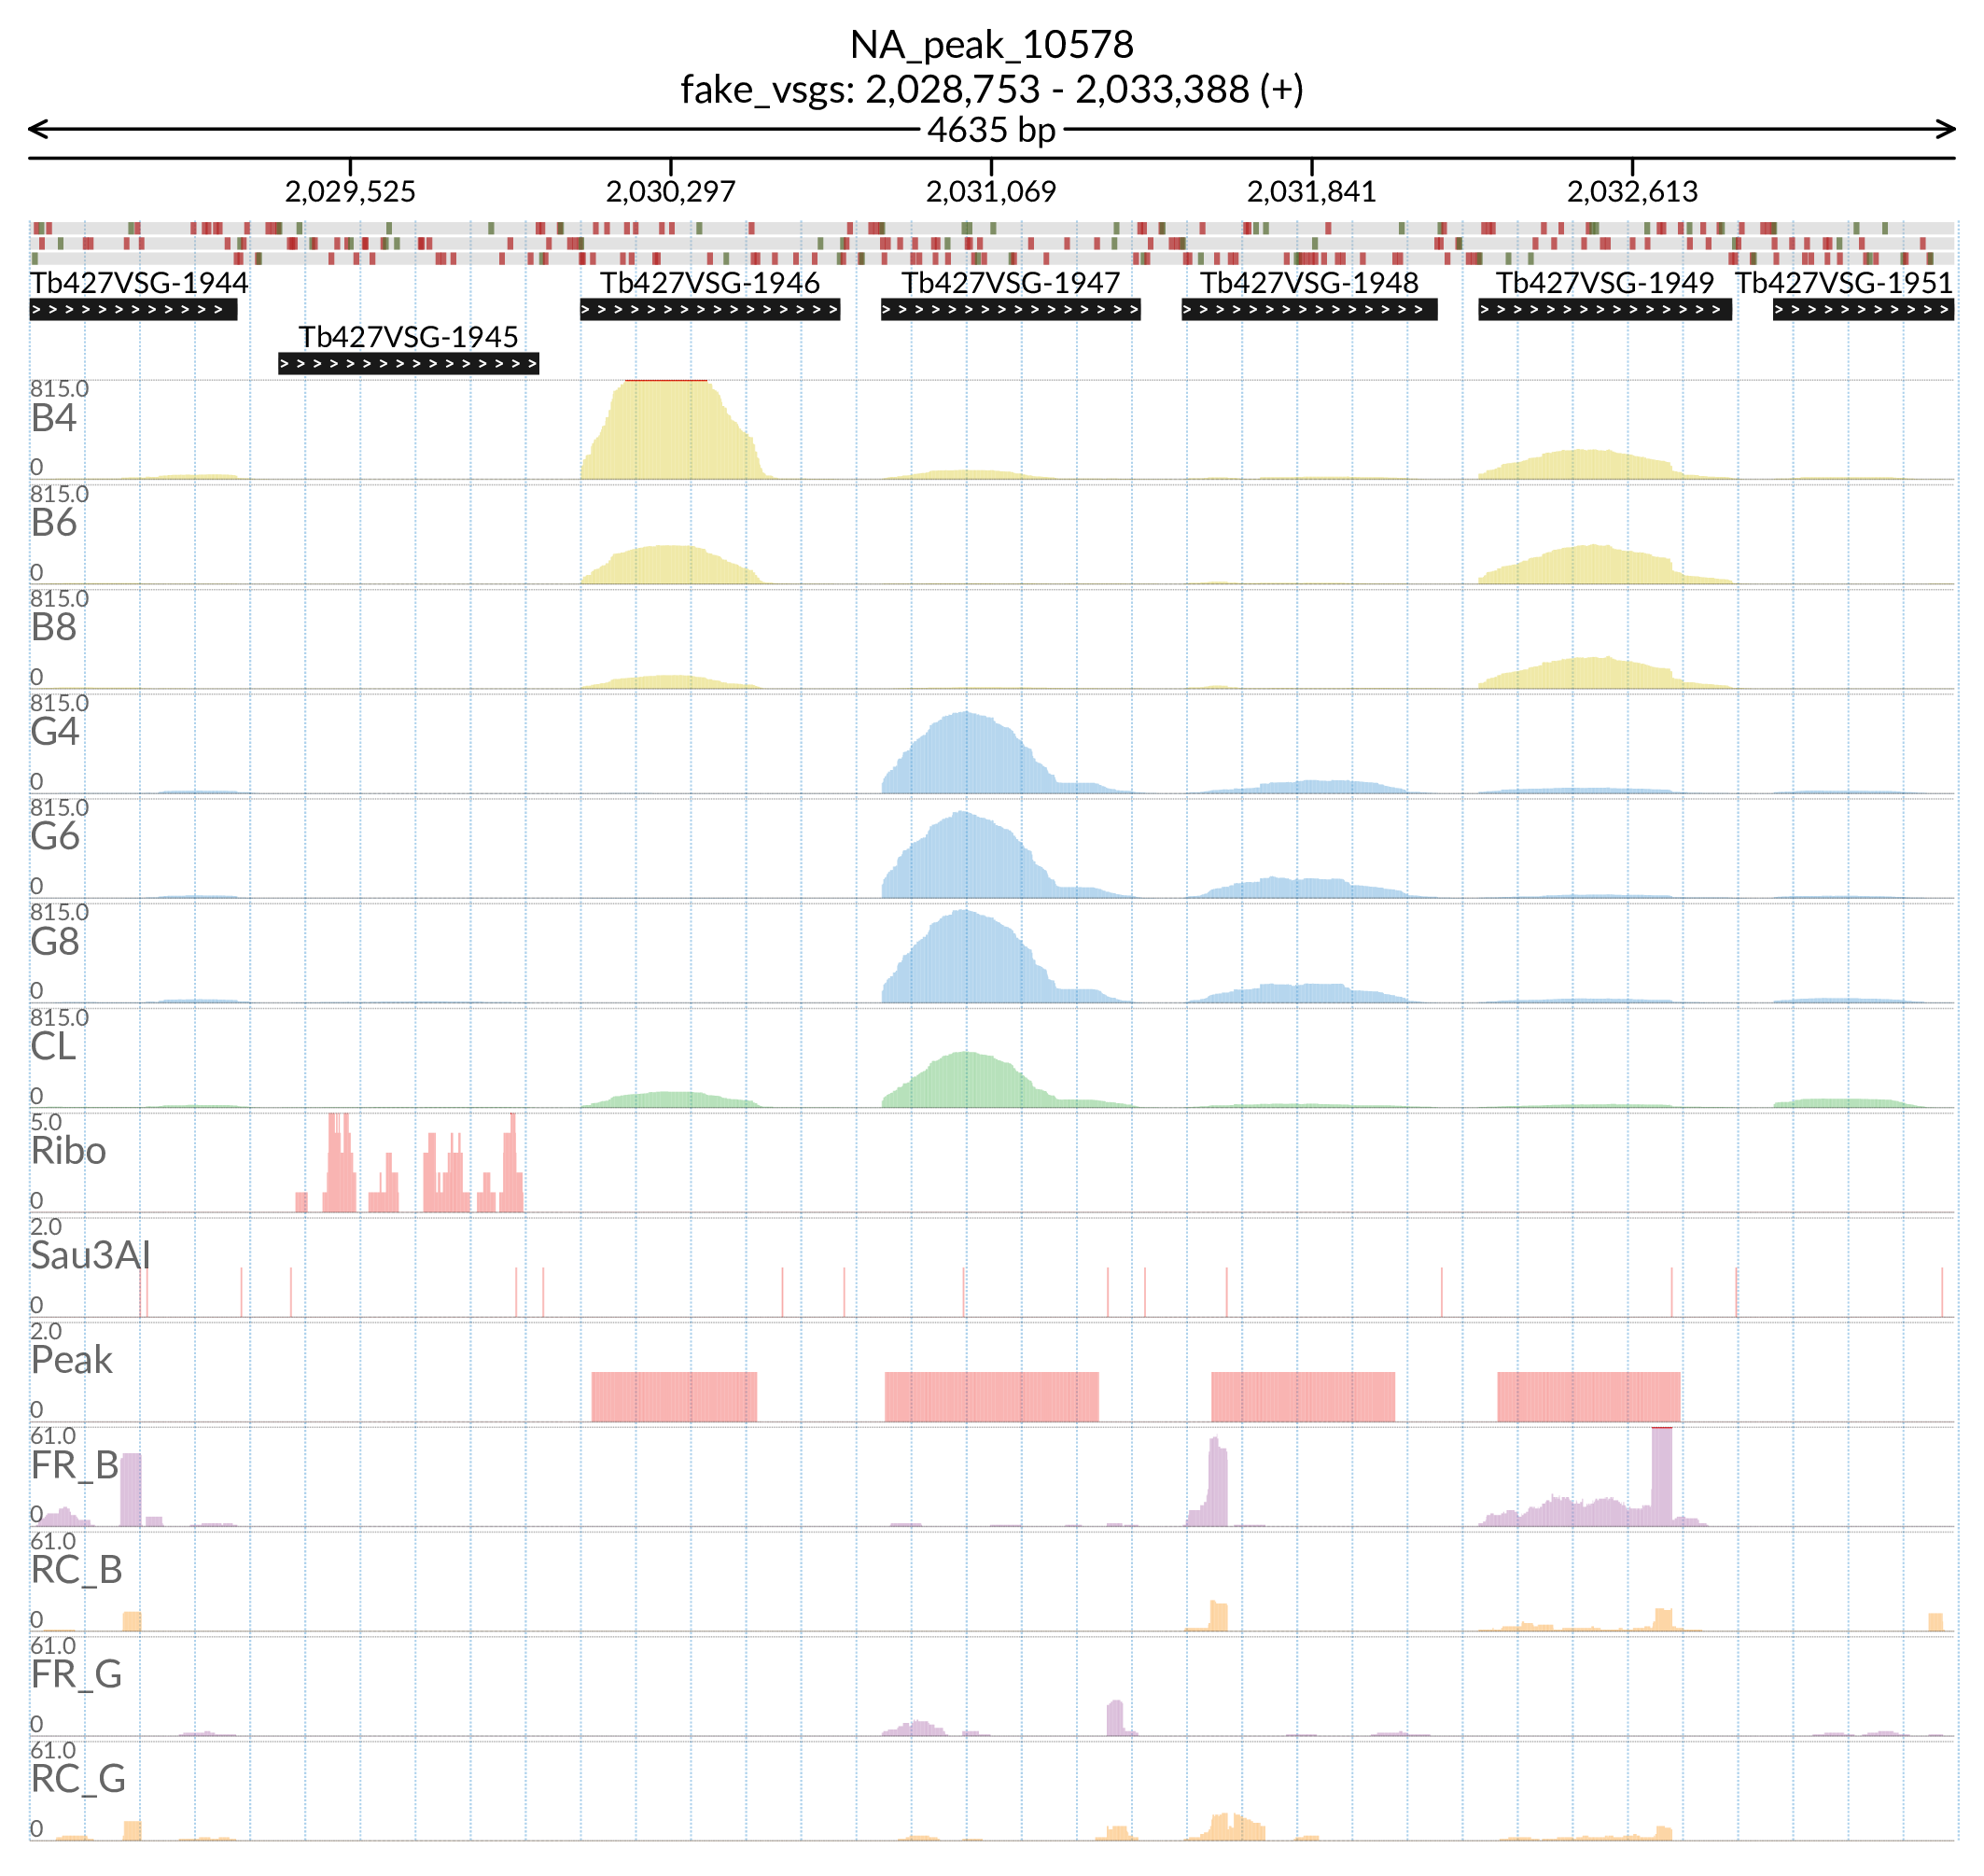 NA_peak_10578
fake_vsgs: 2,028,753 - 2,033,388 (+)
4635 bp
2,029,525 2,030,297 2,031,069 2,031,841 2,032,613
Tb427VSG-1944 Tb427VSG-1946 Tb427VSG-1947 Tb427VSG-1948 Tb427VSG-1949 Tb427VSG-1951
Tb427VSG-1945
815.0
B4
0
815.0
B6
0
815.0
B8
0
815.0
G4
0
815.0
G6
0
815.0
G8
0
815.0
CL
0
5.0
Ribo
0
2.0
Sau3AI
0
2.0
Peak
0
61.0
FR_B
0
61.0
RC_B
0
61.0
FR_G
0
61.0
RC_G
0